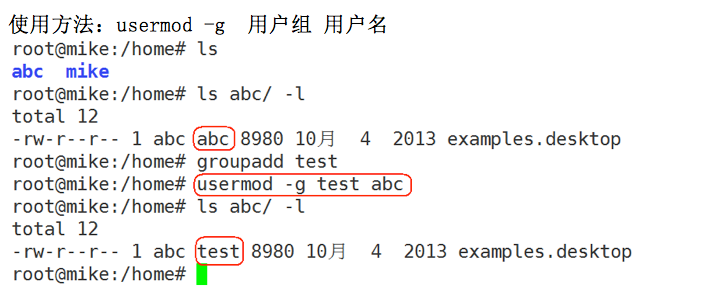 使用方法：usermod -g 用户组 用户名
root@mike:/home# ls
abc mike
root@mike:/home# ls abc/ -l
total 12
-rw-r--r-- 1 abc abc 8980 10月 4 2013 examples.desktop
root@mike:/home# groupadd test
root@mike:/home# usermod -g test abc
root@mike:/home# ls abc/ -l
total 12
-rw-r--r-- 1 abc test 8980 10月 4 2013 examples.desktop
root@mike:/home#